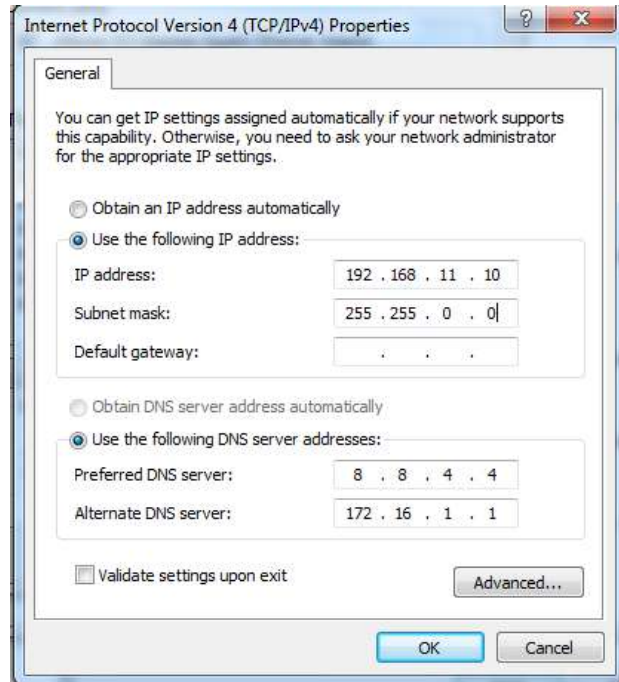 Internet Protocol Version 4 (TCP/IPv4) Properties
General
You can get IP settings assigned automatically if your network supports
this capability. Otherwise, you need to ask your network administrator
for the appropriate IP settings.
Obtain an IP address automatically
Use the following IP address:
IP address: 192 . 168 . 11 . 10
Subnet mask: 255 . 255 . 0 . 0
Default gateway: . . .
Obtain DNS server address automatically
Use the following DNS server addresses:
Preferred DNS server: 8 . 8 . 4 . 4
Alternate DNS server: 172 . 16 . 1 . 1
Validate settings upon exit
Advanced...
OK Cancel